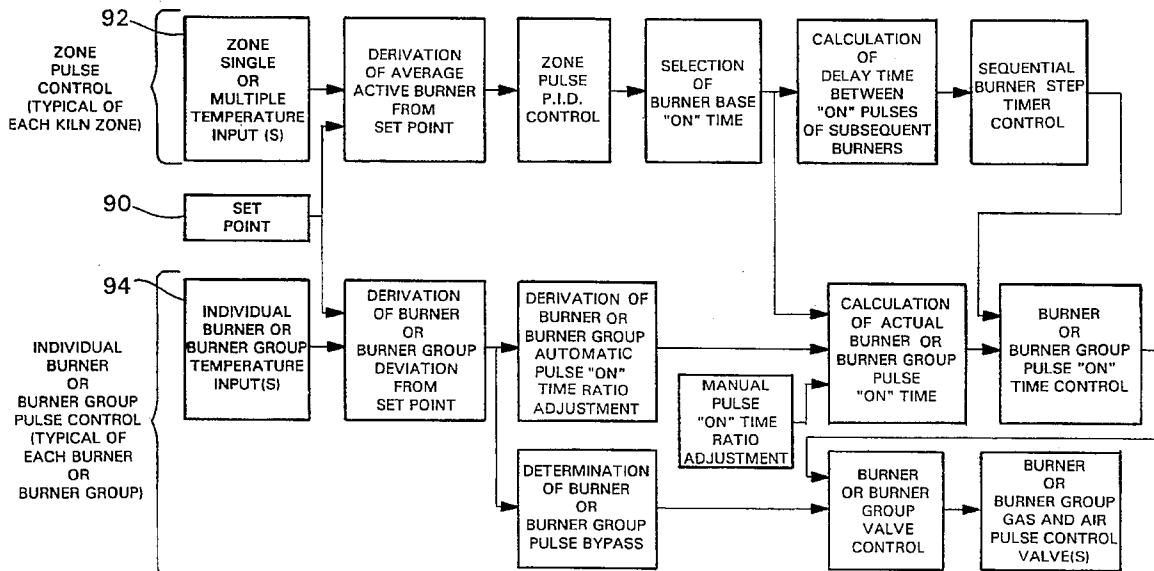 92
ZONE
PULSE
CONTROL
(TYPICAL OF
EACH KILN ZONE)
ZONE
SINGLE
OR
MULTIPLE
TEMPERATURE
INPUT (S)
DERIVATION
OF AVERAGE
ACTIVE BURNER
FROM
SET POINT
ZONE
PULSE
P.I.D.
CONTROL
SELECTION
OF
BURNER BASE
"ON" TIME
CALCULATION
OF
DELAY TIME
BETWEEN
"ON" PULSES
OF SUBSEQUENT
BURNERS
SEQUENTIAL
BURNER STEP
TIMER
CONTROL
90
SET
POINT
94
INDIVIDUAL
BURNER
OR
BURNER GROUP
PULSE CONTROL
(TYPICAL OF
EACH BURNER
OR
BURNER GROUP)
INDIVIDUAL
BURNER OR
BURNER GROUP
TEMPERATURE
INPUT(S)
DERIVATION
OF BURNER
OR
BURNER GROUP
DEVIATION
FROM
SET POINT
DERIVATION OF
BURNER OR
BURNER GROUP
AUTOMATIC
PULSE "ON"
TIME RATIO
ADJUSTMENT
MANUAL
PULSE
"ON" TIME
RATIO
ADJUSTMENT
CALCULATION
OF ACTUAL
BURNER OR
BURNER GROUP
PULSE
"ON" TIME
BURNER
OR
BURNER GROUP
PULSE "ON"
TIME CONTROL
DETERMINATION
OF BURNER
OR
BURNER GROUP
PULSE BYPASS
BURNER
OR BURNER
GROUP
VALVE
CONTROL
BURNER
OR
BURNER GROUP
GAS AND AIR
PULSE CONTROL
VALVE(S)